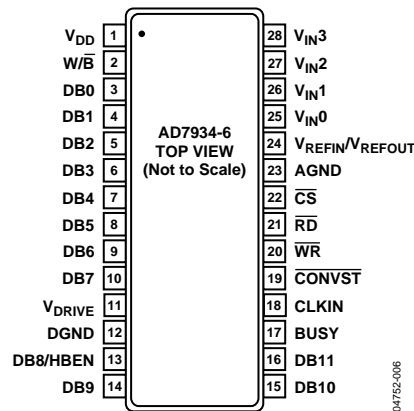 V_DD 1
W/B̅ 2
DB0 3
DB1 4
DB2 5
DB3 6
DB4 7
DB5 8
DB6 9
DB7 10
V_DRIVE 11
DGND 12
DB8/HBEN 13
DB9 14
AD7934-6
TOP VIEW
(Not to Scale)
28 V_IN3
27 V_IN2
26 V_IN1
25 V_IN0
24 V_REFIN/V_REFOUT
23 AGND
22 C̅S̅
21 R̅D̅
20 W̅R̅
19 C̅O̅N̅V̅S̅T̅
18 CLKIN
17 BUSY
16 DB11
15 DB10
04752-006